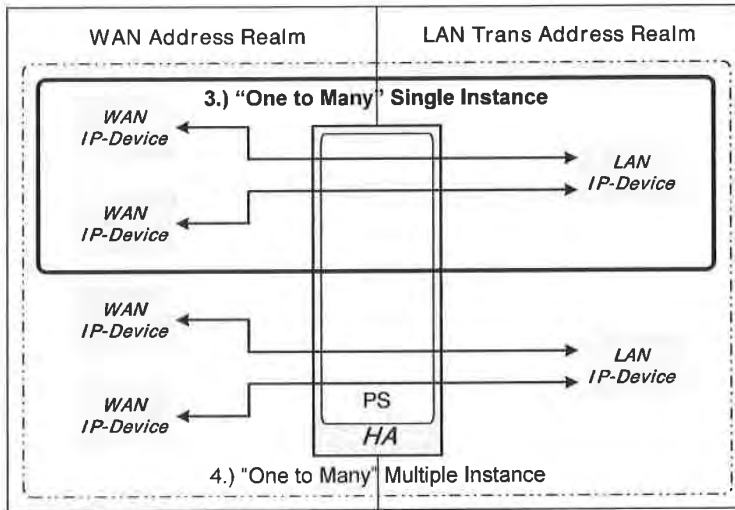 WAN Address Realm
LAN Trans Address Realm
3.) “One to Many” Single Instance
WAN
IP-Device
LAN
IP-Device
WAN
IP-Device
WAN
IP-Device
LAN
IP-Device
WAN
IP-Device
PS
HA
4.) "One to Many" Multiple Instance